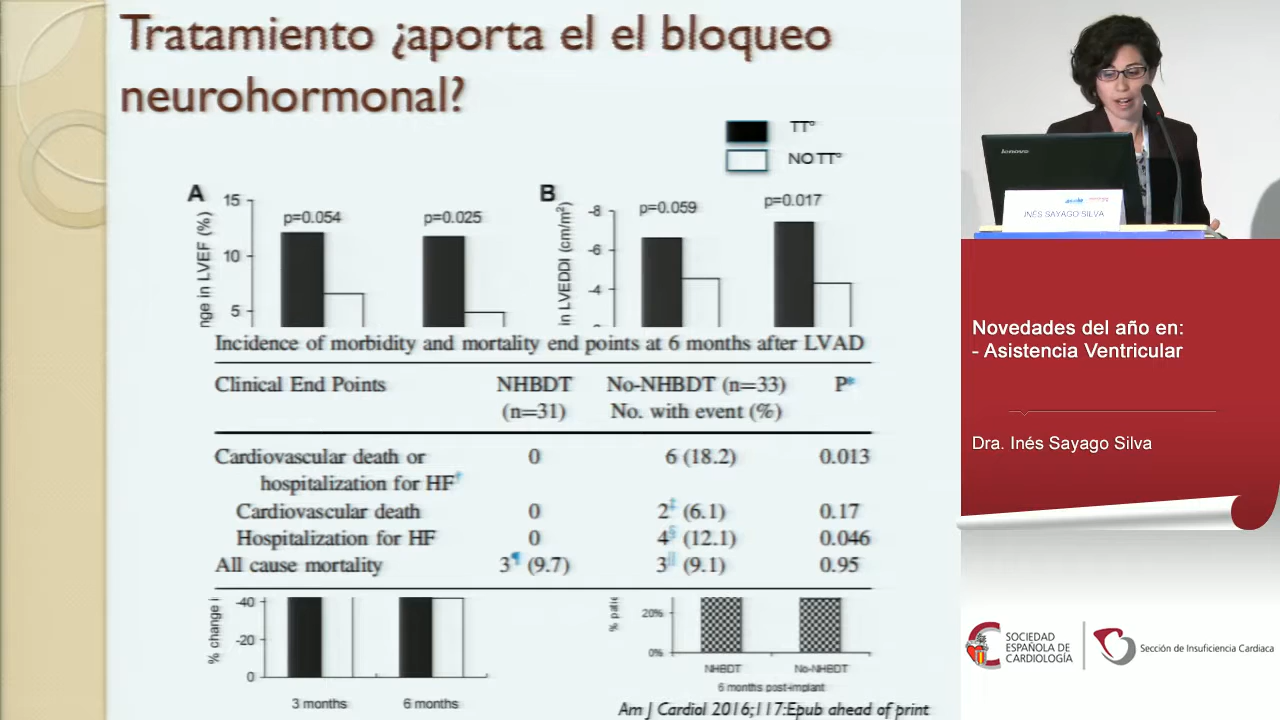 Tratamiento ¿aporta el el bloqueo
neurohormonal?
TTº
NO TTº
A
15
10
5
nge in LVEF (%)
p=0.054
p=0.025
B
-8
-6
-4
in LVEDDI (cm/m²)
p=0.059
p=0.017
Incidence of morbidity and mortality end points at 6 months after LVAD
Clinical End Points NHBDT No-NHBDT (n=33) P*
(n=31) No. with event (%)
Cardiovascular death or 0 6 (18.2) 0.013
hospitalization for HF†
Cardiovascular death 0 2‡ (6.1) 0.17
Hospitalization for HF 0 4§ (12.1) 0.046
All cause mortality 3¶ (9.7) 3|| (9.1) 0.95
-40
-20
0
% change i
3 months 6 months
20%
0%
% patie
NHBDT No-NHBDT
6 months post-implant
Am J Cardiol 2016;117:Epub ahead of print
lenovo
INÉS SAYAGO SILVA
Novedades del año en:
- Asistencia Ventricular
Dra. Inés Sayago Silva
SOCIEDAD
ESPAÑOLA DE
CARDIOLOGÍA
Sección de Insuficiencia Cardiaca